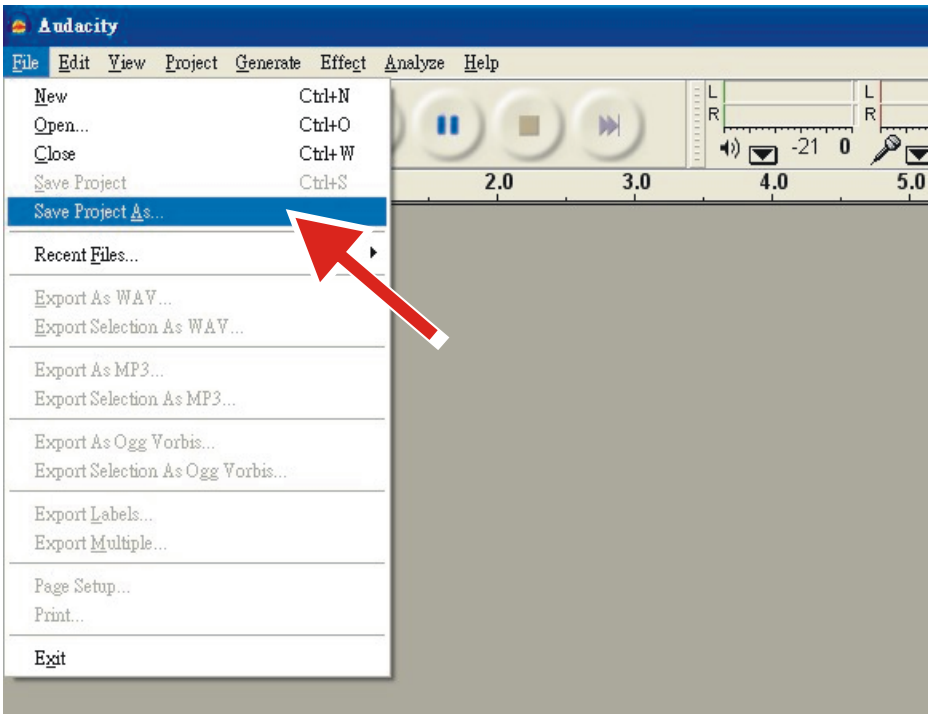 Audacity
File Edit View Project Generate Effect Analyze Help
New Ctrl+N
Open... Ctrl+O
Close Ctrl+W
Save Project Ctrl+S
Save Project As...
Recent Files...
Export As WAV...
Export Selection As WAV...
Export As MP3...
Export Selection As MP3...
Export As Ogg Vorbis...
Export Selection As Ogg Vorbis...
Export Labels...
Export Multiple...
Page Setup...
Print...
Exit
L L
R R
-21 0
2.0 3.0 4.0 5.0